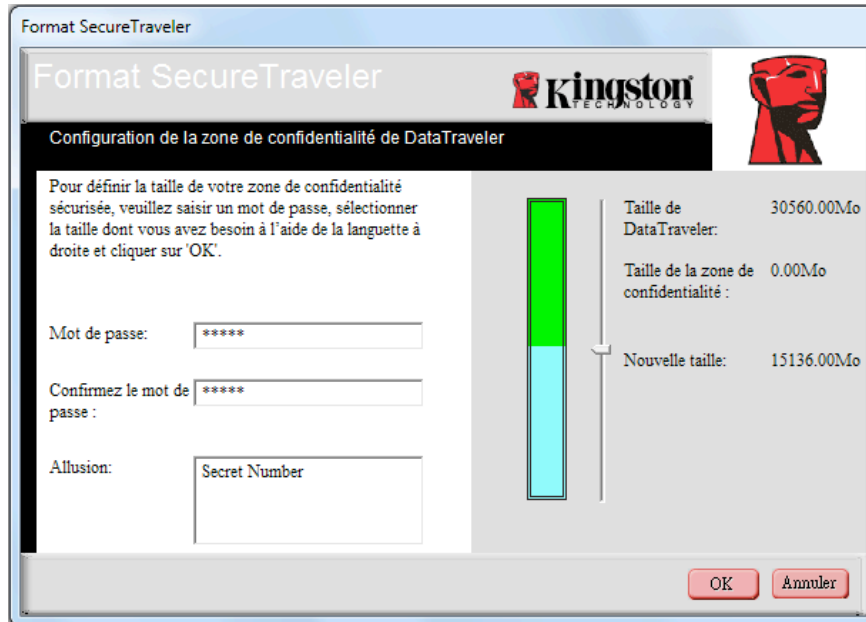 Format SecureTraveler
Format SecureTraveler
Kingston
TECHNOLOGY
Configuration de la zone de confidentialité de DataTraveler
Pour définir la taille de votre zone de confidentialité
sécurisée, veuillez saisir un mot de passe, sélectionner
la taille dont vous avez besoin à l'aide de la languette à
droite et cliquer sur 'OK'.
Mot de passe: *****
Confirmez le mot de
passe : *****
Allusion: Secret Number
Taille de
DataTraveler: 30560.00Mo
Taille de la zone de
confidentialité : 0.00Mo
Nouvelle taille: 15136.00Mo
OK Annuler